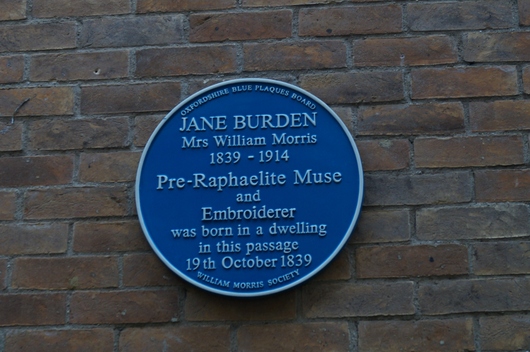 OXFORDSHIRE BLUE PLAQUES BOARD
JANE BURDEN
Mrs William Morris
1839 - 1914
Pre-Raphaelite Muse
and
Embroiderer
was born in a dwelling
in this passage
19th October 1839
WILLIAM MORRIS SOCIETY